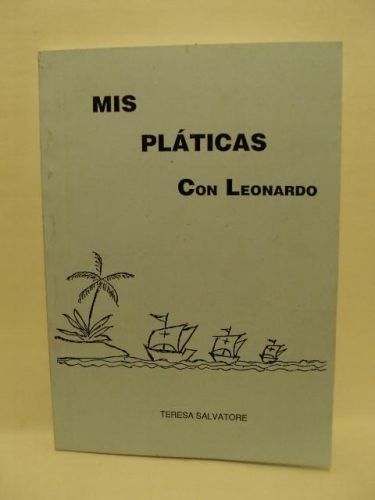 MIS
PLÁTICAS
CON LEONARDO
TERESA SALVATORE